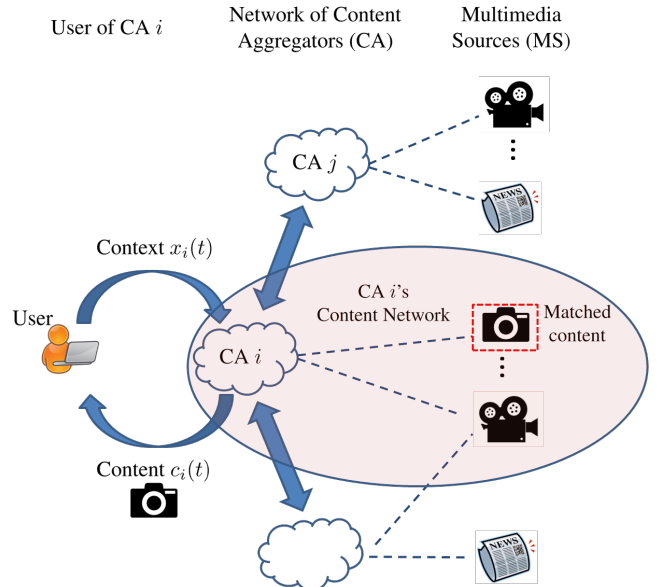 User of CA i
Network of Content
Aggregators (CA)
Multimedia
Sources (MS)
CA j
NEWS
Context x_i(t)
CA i's
Content Network
Matched
content
User
CA i
Content c_i(t)
NEWS